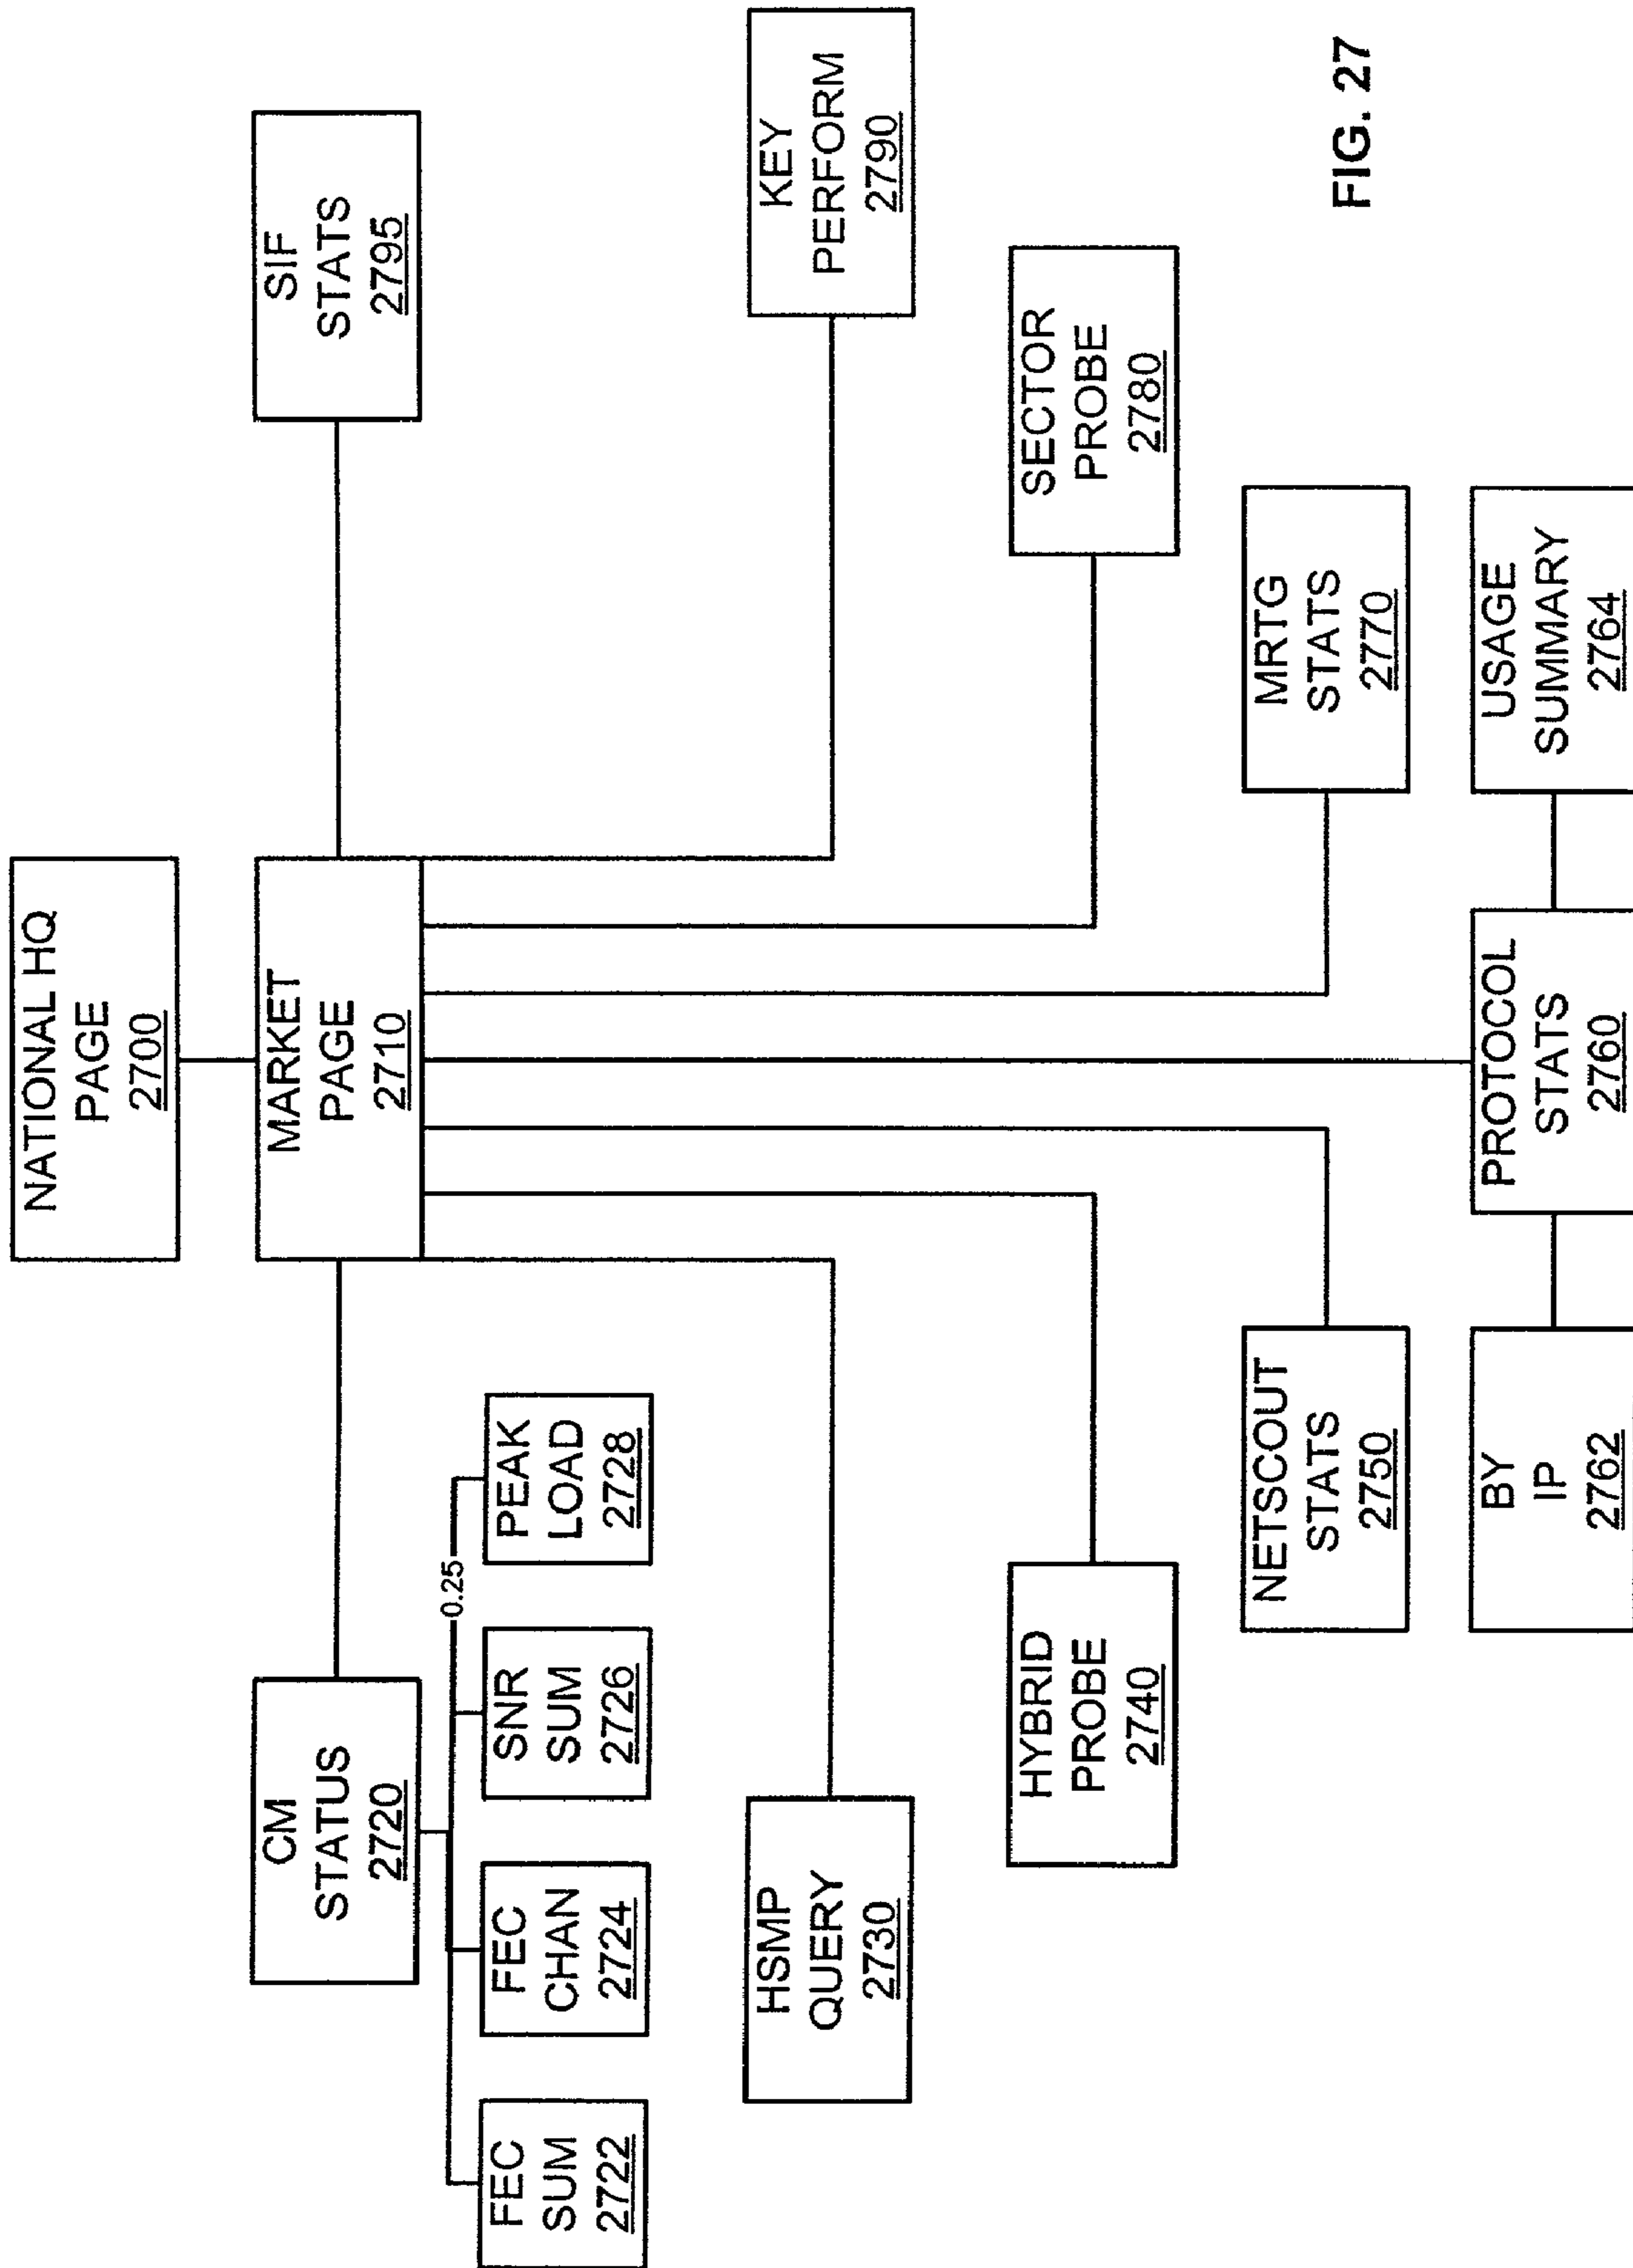 NATIONAL HQ
PAGE
2700
MARKET
PAGE
2710
CM
STATUS
2720
SIF
STATS
2795
0.25
FEC
SUM
2722
FEC
CHAN
2724
SNR
SUM
2726
PEAK
LOAD
2728
HSMP
QUERY
2730
KEY
PERFORM
2790
HYBRID
PROBE
2740
SECTOR
PROBE
2780
NETSCOUT
STATS
2750
MRTG
STATS
2770
BY
IP
2762
PROTOCOL
STATS
2760
USAGE
SUMMARY
2764
FIG. 27